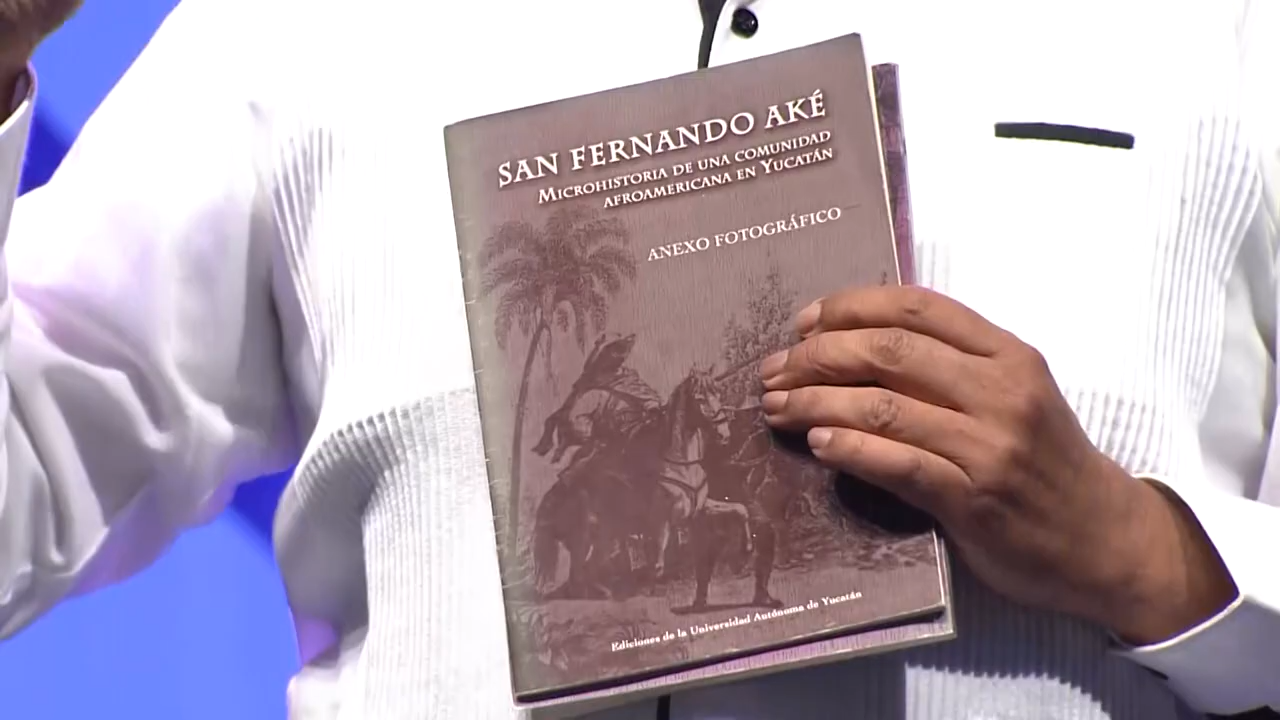 SAN FERNANDO AKÉ
MICROHISTORIA DE UNA COMUNIDAD
AFROAMERICANA EN YUCATÁN
ANEXO FOTOGRÁFICO
Ediciones de la Universidad Autónoma de Yucatán